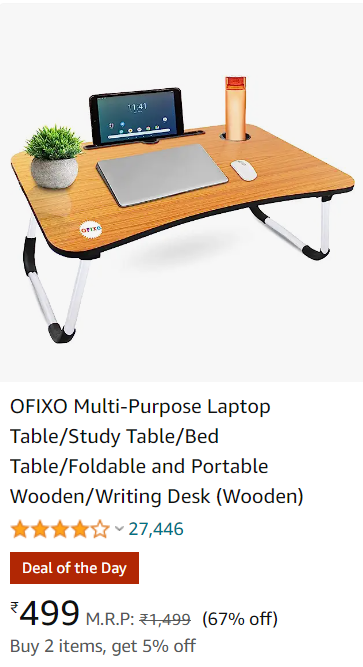 11:41
OFIXO
OFIXO Multi-Purpose Laptop
Table/Study Table/Bed
Table/Foldable and Portable
Wooden/Writing Desk (Wooden)
27,446
Deal of the Day
₹499 M.R.P: ₹1,499 (67% off)
Buy 2 items, get 5% off